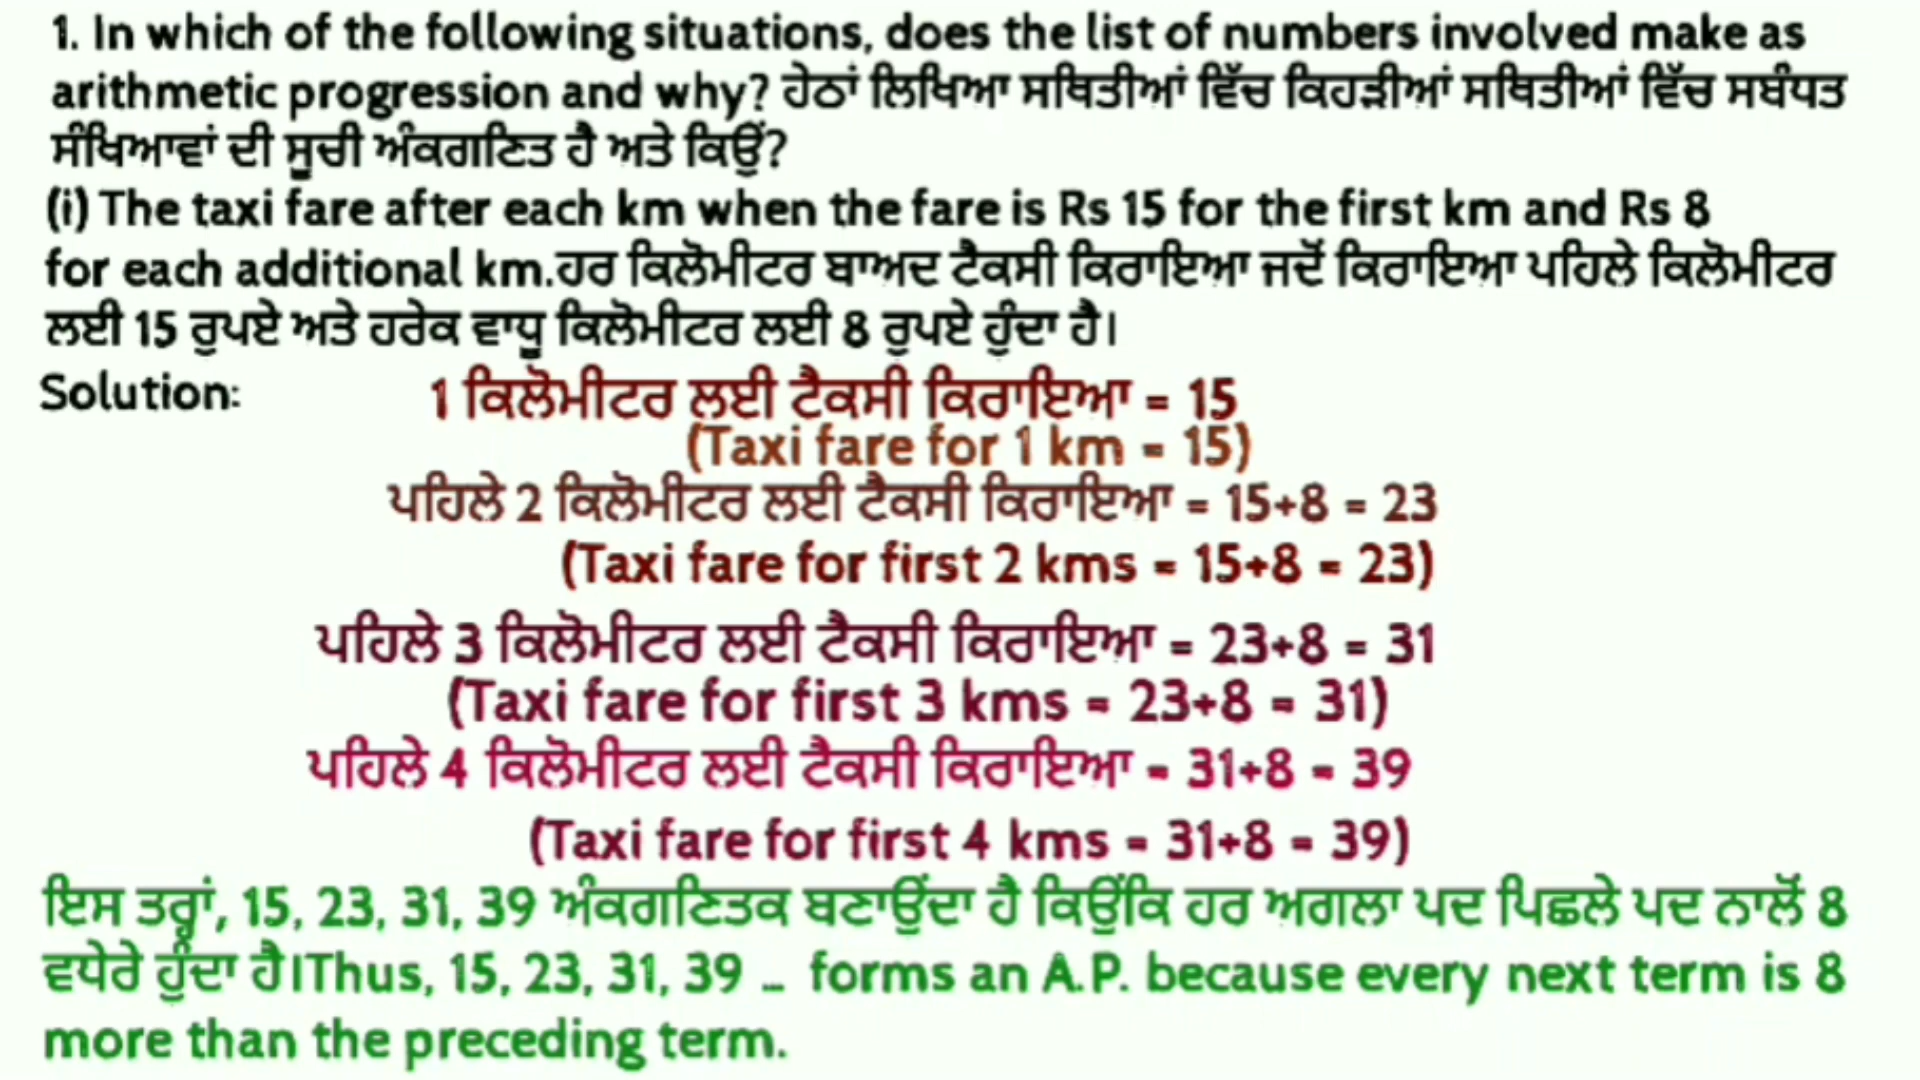 1. In which of the following situations, does the list of numbers involved make as
arithmetic progression and why? ਹੇਠਾਂ ਲਿਖਿਆ ਸਥਿਤੀਆਂ ਵਿੱਚ ਕਿਹੜੀਆਂ ਸਥਿਤੀਆਂ ਵਿੱਚ ਸਬੰਧਤ
ਸੰਖਿਆਵਾਂ ਦੀ ਸੂਚੀ ਅੰਕਗਣਿਤ ਹੈ ਅਤੇ ਕਿਉਂ?
(i) The taxi fare after each km when the fare is Rs 15 for the first km and Rs 8
for each additional km.ਹਰ ਕਿਲੋਮੀਟਰ ਬਾਅਦ ਟੈਕਸੀ ਕਿਰਾਇਆ ਜਦੋਂ ਕਿਰਾਇਆ ਪਹਿਲੇ ਕਿਲੋਮੀਟਰ
ਲਈ 15 ਰੁਪਏ ਅਤੇ ਹਰੇਕ ਵਾਧੂ ਕਿਲੋਮੀਟਰ ਲਈ 8 ਰੁਪਏ ਹੁੰਦਾ ਹੈ।
Solution: 1 ਕਿਲੋਮੀਟਰ ਲਈ ਟੈਕਸੀ ਕਿਰਾਇਆ = 15
(Taxi fare for 1 km = 15)
ਪਹਿਲੇ 2 ਕਿਲੋਮੀਟਰ ਲਈ ਟੈਕਸੀ ਕਿਰਾਇਆ = 15+8 = 23
(Taxi fare for first 2 kms = 15+8 = 23)
ਪਹਿਲੇ 3 ਕਿਲੋਮੀਟਰ ਲਈ ਟੈਕਸੀ ਕਿਰਾਇਆ = 23+8 = 31
(Taxi fare for first 3 kms = 23+8 = 31)
ਪਹਿਲੇ 4 ਕਿਲੋਮੀਟਰ ਲਈ ਟੈਕਸੀ ਕਿਰਾਇਆ = 31+8 = 39
(Taxi fare for first 4 kms = 31+8 = 39)
ਇਸ ਤਰ੍ਹਾਂ, 15, 23, 31, 39 ਅੰਕਗਣਿਤਕ ਬਣਾਉਂਦਾ ਹੈ ਕਿਉਂਕਿ ਹਰ ਅਗਲਾ ਪਦ ਪਿਛਲੇ ਪਦ ਨਾਲੋਂ 8
ਵਧੇਰੇ ਹੁੰਦਾ ਹੈ।Thus, 15, 23, 31, 39 … forms an A.P. because every next term is 8
more than the preceding term.